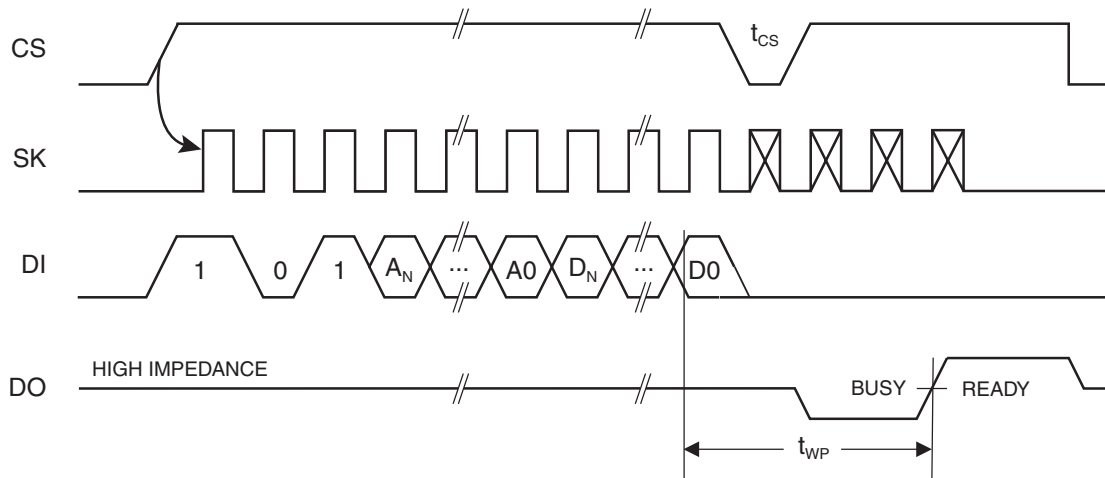 CS
t_CS
SK
DI
1 0 1 A_N ... A0 D_N ... D0
HIGH IMPEDANCE
DO
BUSY READY
t_WP